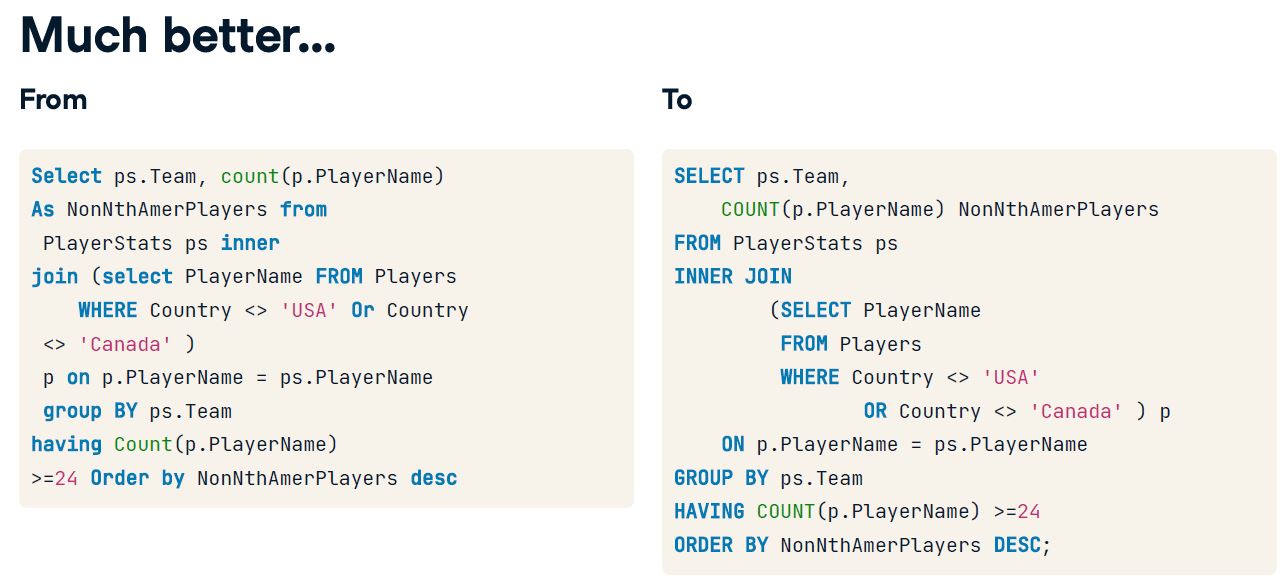 Much better...
From
Select ps.Team, count(p.PlayerName)
As NonNthAmerPlayers from
 PlayerStats ps inner
join (select PlayerName FROM Players
    WHERE Country <> 'USA' Or Country
 <> 'Canada' )
 p on p.PlayerName = ps.PlayerName
 group BY ps.Team
having Count(p.PlayerName)
>=24 Order by NonNthAmerPlayers desc
To
SELECT ps.Team,
    COUNT(p.PlayerName) NonNthAmerPlayers
FROM PlayerStats ps
INNER JOIN
        (SELECT PlayerName
         FROM Players
         WHERE Country <> 'USA'
                OR Country <> 'Canada' ) p
    ON p.PlayerName = ps.PlayerName
GROUP BY ps.Team
HAVING COUNT(p.PlayerName) >=24
ORDER BY NonNthAmerPlayers DESC;